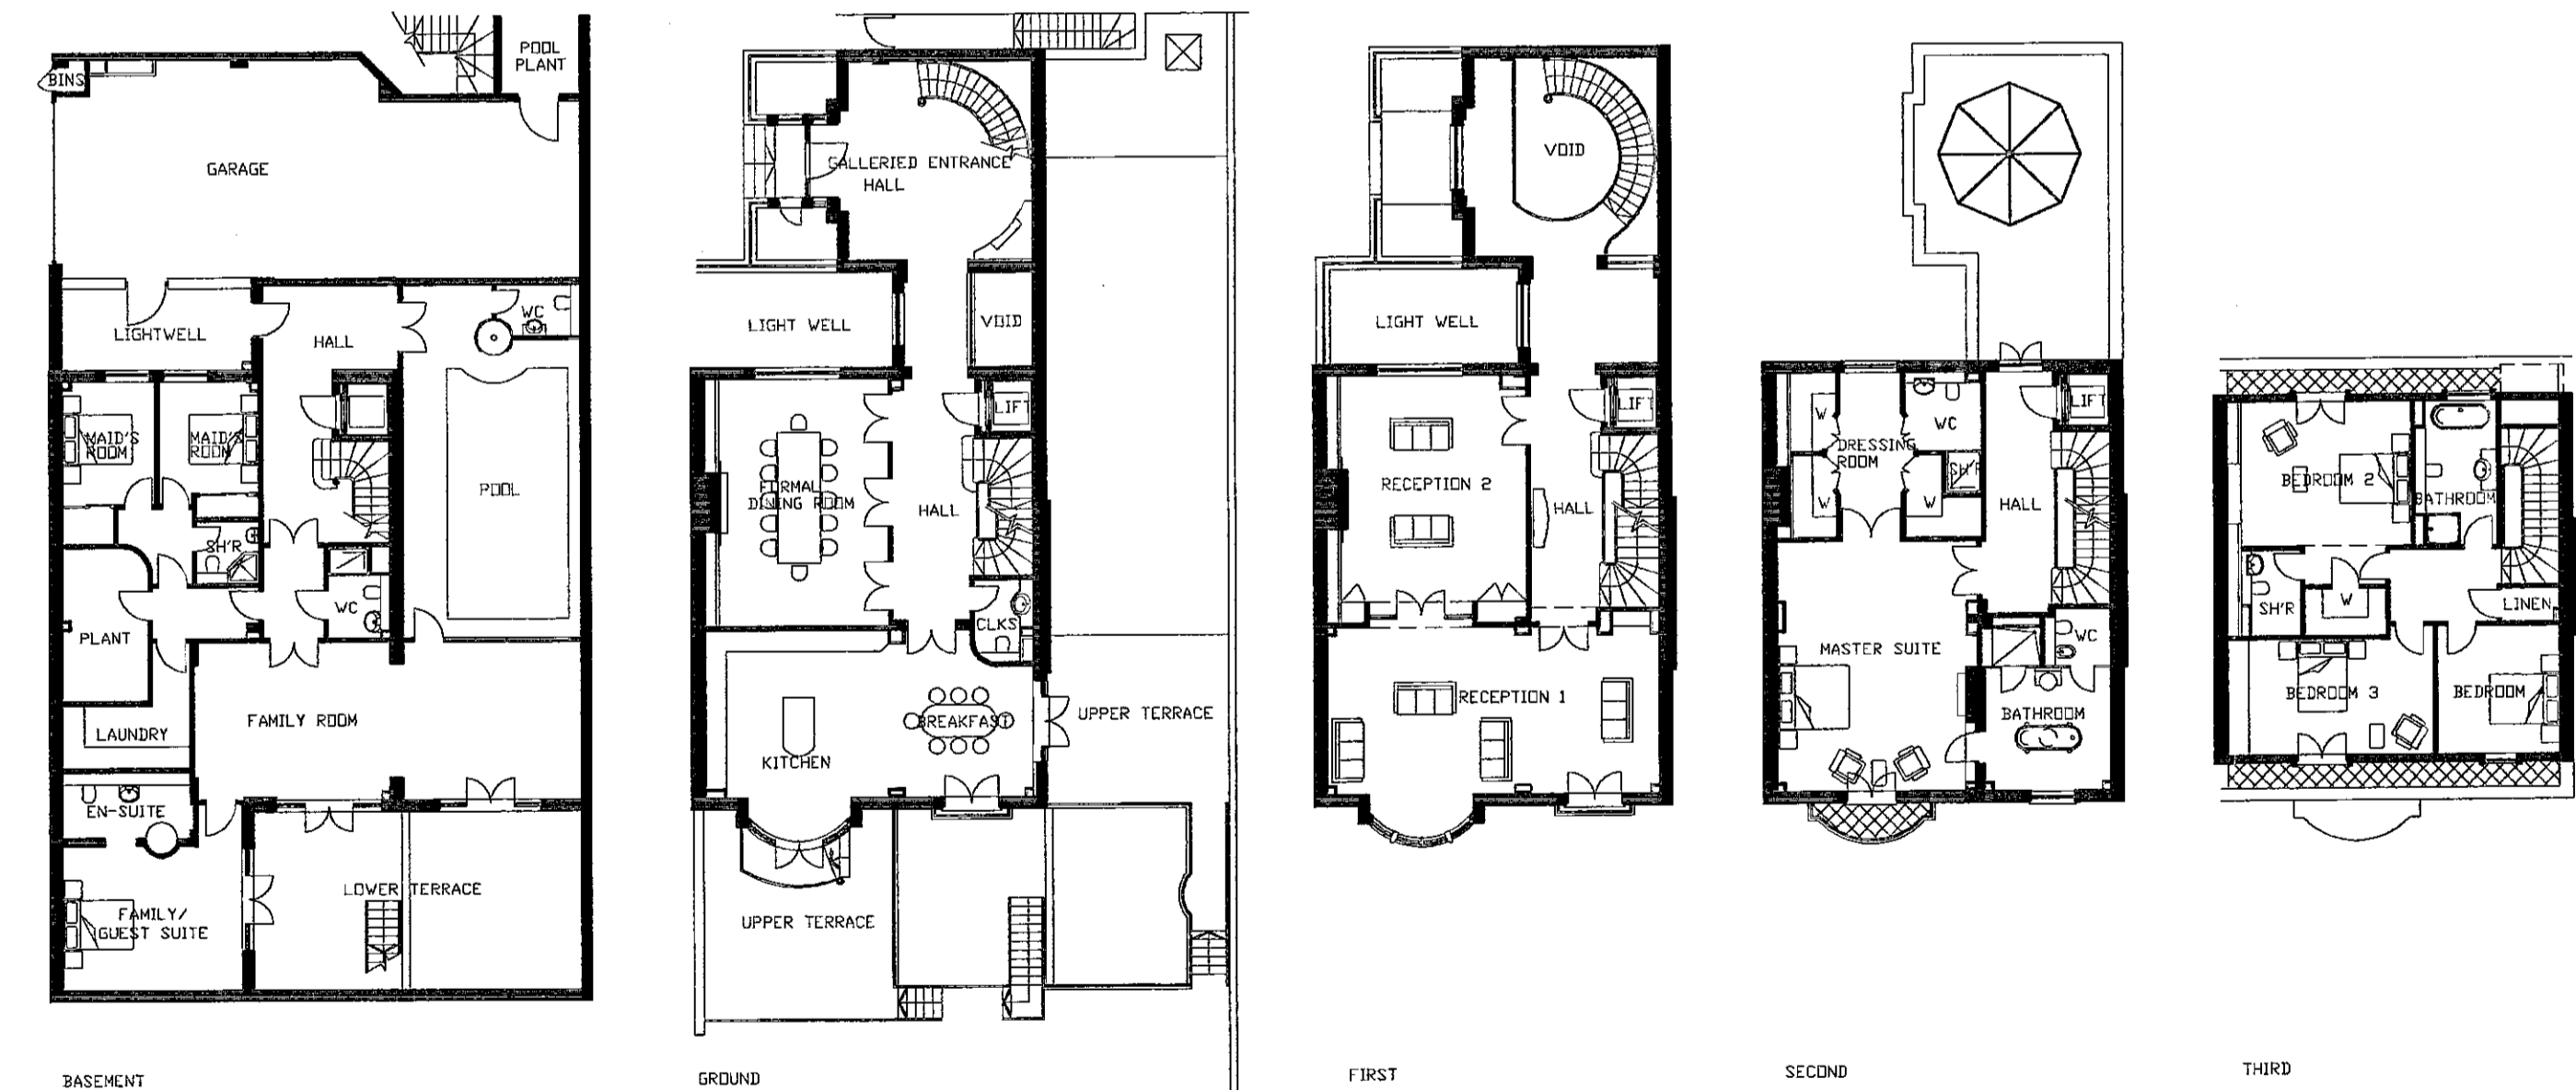 POOL
PLANT
BINS
GARAGE
LIGHTWELL
HALL
WC
MAID'S
ROOM
MAID'S
ROOM
POOL
SH'R
WC
PLANT
LAUNDRY
FAMILY ROOM
EN-SUITE
FAMILY/
GUEST SUITE
LOWER TERRACE
BASEMENT
GALLERIED ENTRANCE
HALL
LIGHT WELL
VOID
LIFT
FORMAL
DINING ROOM
HALL
CLKS
KITCHEN
BREAKFAST
UPPER TERRACE
UPPER TERRACE
GROUND
VOID
LIGHT WELL
LIFT
RECEPTION 2
HALL
RECEPTION 1
FIRST
W
WC
LIFT
DRESSING
ROOM
SH'R
W
W
HALL
MASTER SUITE
WC
BATHROOM
SECOND
BEDROOM 2
BATHROOM
SH'R
W
LINEN
BEDROOM 3
BEDROOM
THIRD